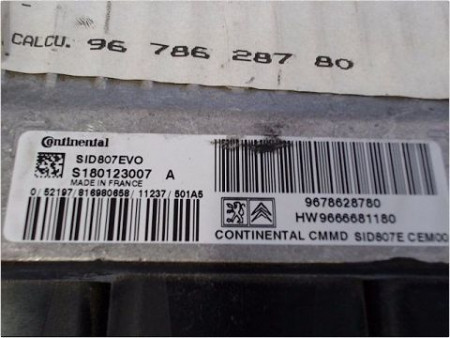 CALCU. 96 786 287 80
Continental
SID807EVO
S180123007 A
MADE IN FRANCE
0/52197/816980658/11237/501A5
9678628780
HW9666681180
CONTINENTAL CMMD SID807E CEM00